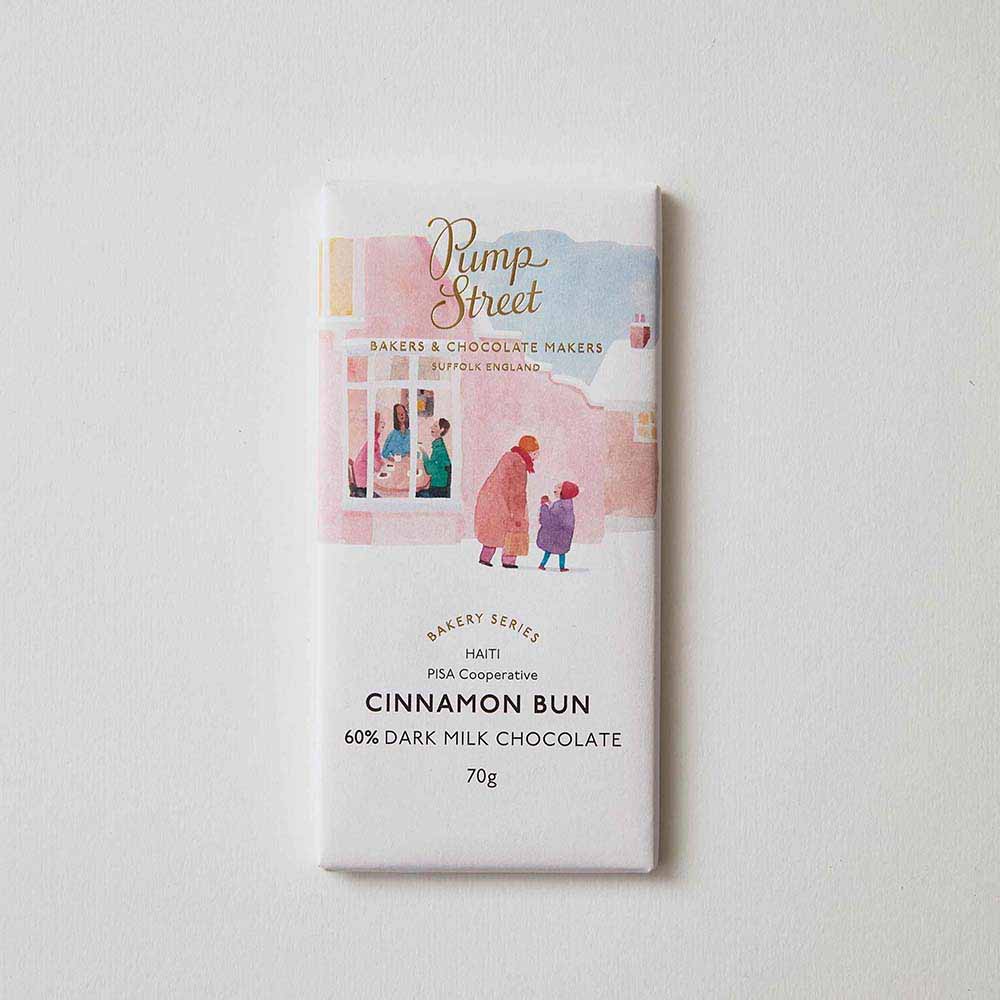 Pump
Street
BAKERS & CHOCOLATE MAKERS
SUFFOLK ENGLAND
BAKERY SERIES
HAITI
PISA Cooperative
CINNAMON BUN
60% DARK MILK CHOCOLATE
70g